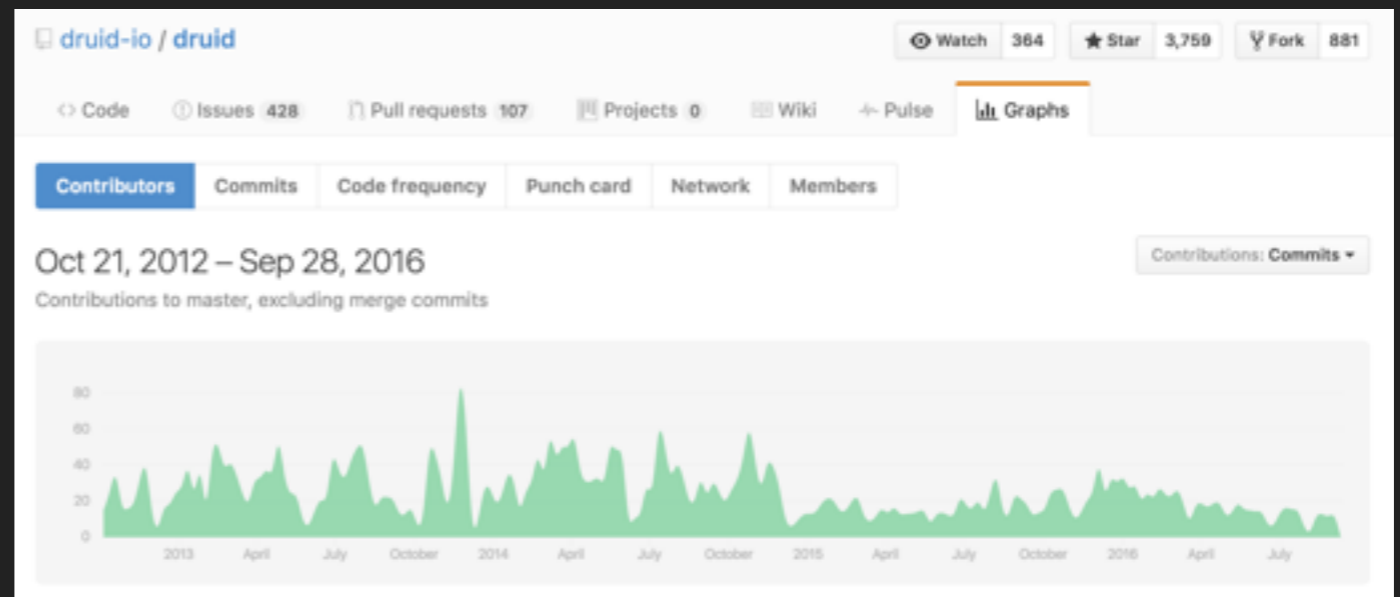 druid-io / druid
Watch 364 Star 3,759 Fork 881
Code Issues 428 Pull requests 107 Projects 0 Wiki Pulse Graphs
Contributors Commits Code frequency Punch card Network Members
Oct 21, 2012 – Sep 28, 2016
Contributions: Commits
Contributions to master, excluding merge commits
80
60
40
20
0
2013 April July October 2014 April July October 2015 April July October 2016 April July